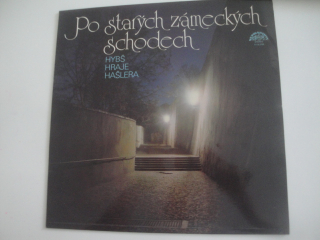 Po starých zámeckých
schodech
HYBŠ
HRAJE
HAŠLERA